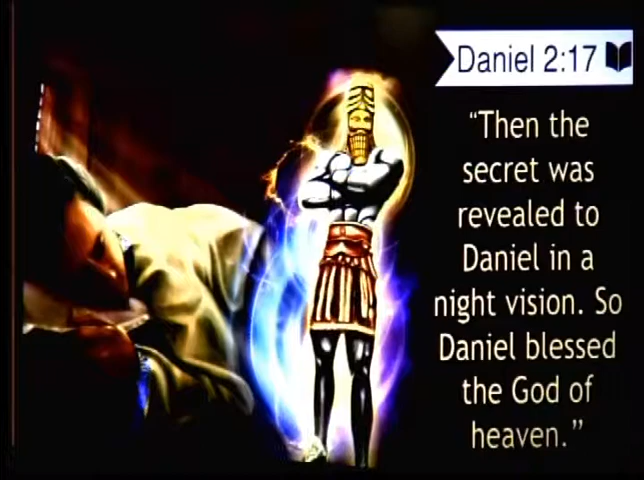 Daniel 2:17
“Then the
secret was
revealed to
Daniel in a
night vision. So
Daniel blessed
the God of
heaven.”